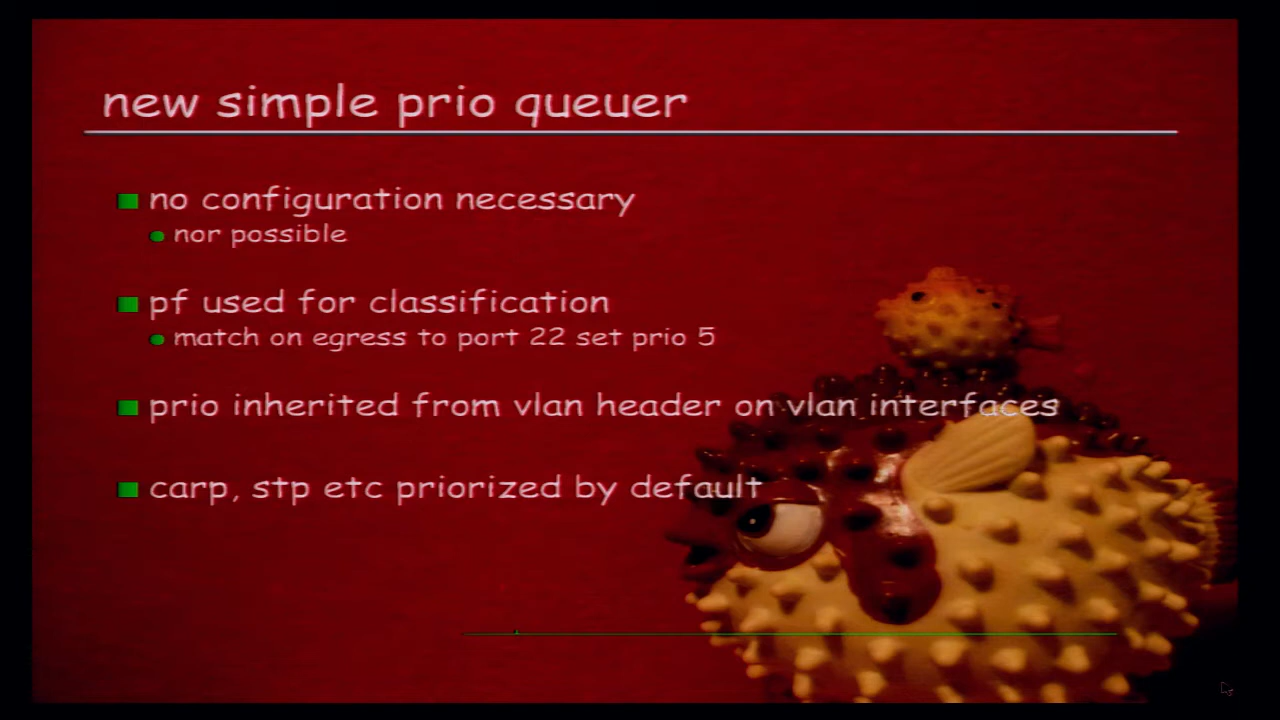 new simple prio queuer
no configuration necessary
nor possible
pf used for classification
match on egress to port 22 set prio 5
prio inherited from vlan header on vlan interfaces
carp, stp etc priorized by default